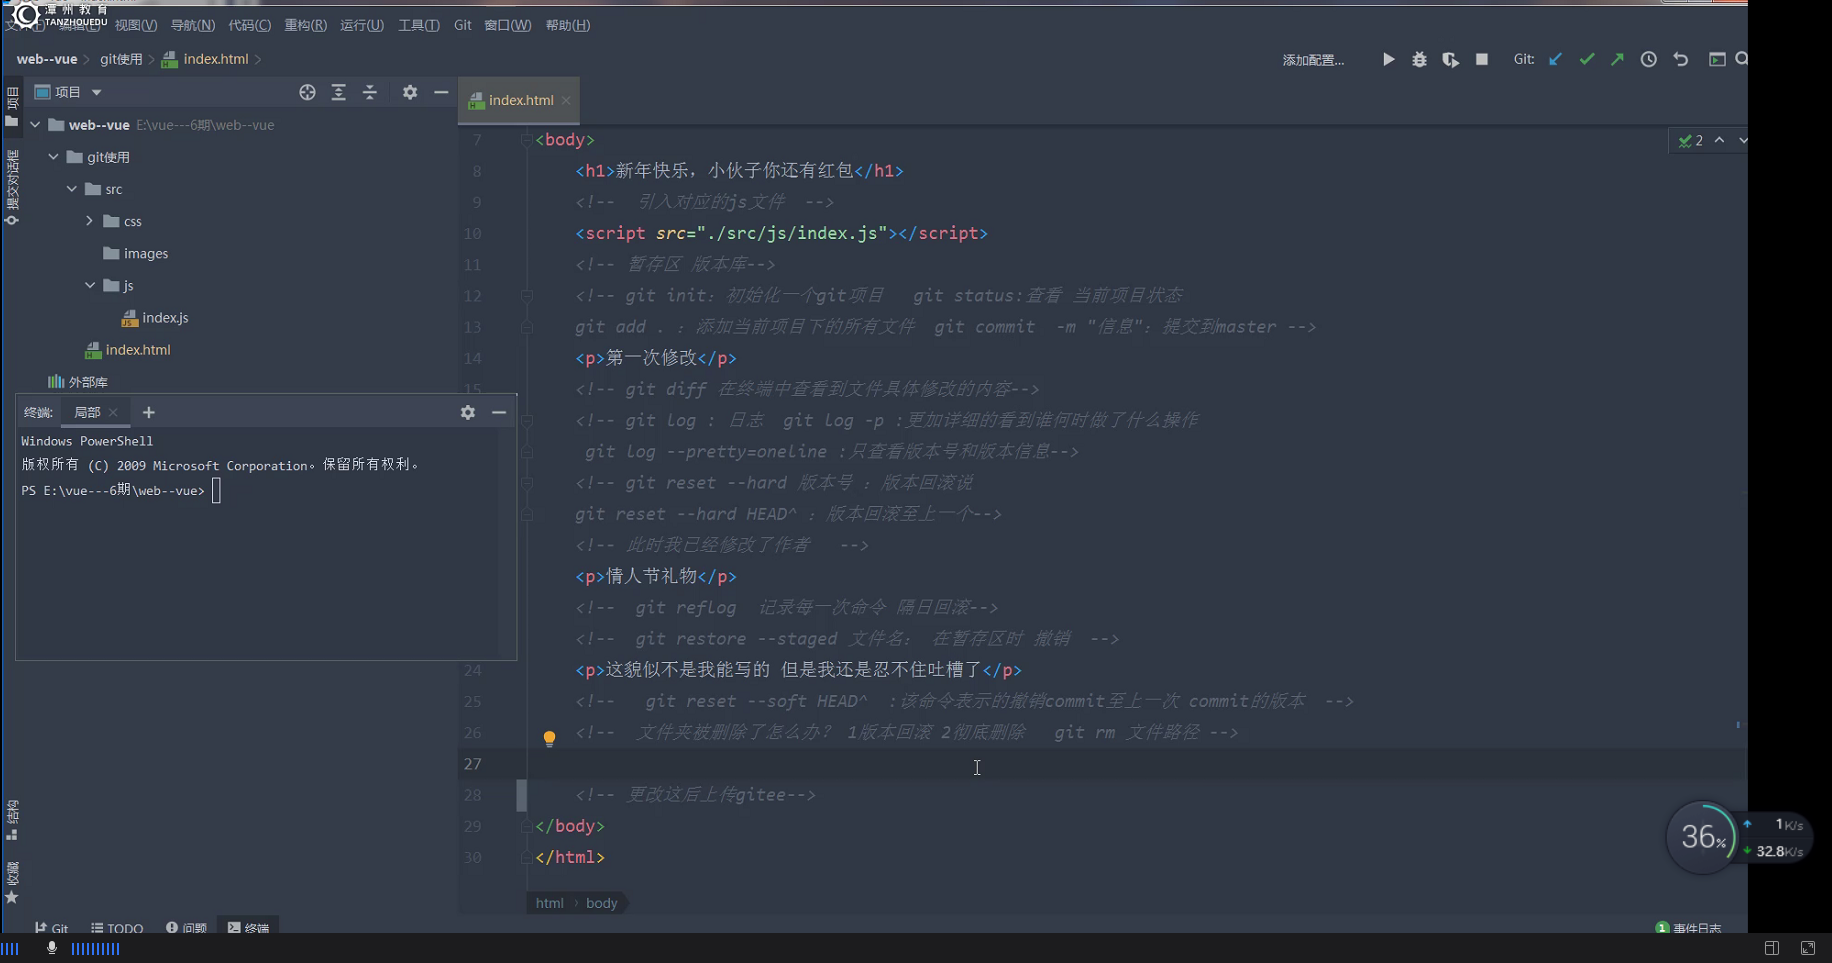 潭州教育
TANZHOUEDU
视图(V) 导航(N) 代码(C) 重构(R) 运行(U) 工具(T) Git 窗口(W) 帮助(H)
web--vue › git使用 › index.html ›
添加配置... Git:
项目
web--vue E:\vue---6期\web--vue
git使用
src
css
images
js
index.js
index.html
外部库
项目
提交对话框
结构
收藏
终端: 局部 × +
Windows PowerShell
版权所有 (C) 2009 Microsoft Corporation。保留所有权利。
PS E:\vue---6期\web--vue>
index.html ×
2
7 <body>
8 <h1>新年快乐，小伙子你还有红包</h1>
9 <!-- 引入对应的js文件 -->
10 <script src="./src/js/index.js"></script>
11 <!-- 暂存区 版本库-->
12 <!-- git init：初始化一个git项目 git status:查看 当前项目状态
13 git add . : 添加当前项目下的所有文件 git commit -m "信息": 提交到master -->
14 <p>第一次修改</p>
15 <!-- git diff 在终端中查看到文件具体修改的内容-->
<!-- git log : 日志 git log -p :更加详细的看到谁何时做了什么操作
git log --pretty=oneline :只查看版本号和版本信息-->
<!-- git reset --hard 版本号 : 版本回滚说
git reset --hard HEAD^ : 版本回滚至上一个-->
<!-- 此时我已经修改了作者 -->
<p>情人节礼物</p>
<!-- git reflog 记录每一次命令 隔日回滚-->
<!-- git restore --staged 文件名: 在暂存区时 撤销 -->
24 <p>这貌似不是我能写的 但是我还是忍不住吐槽了</p>
25 <!-- git reset --soft HEAD^ :该命令表示的撤销commit至上一次 commit的版本 -->
26 <!-- 文件夹被删除了怎么办? 1版本回滚 2彻底删除 git rm 文件路径 -->
27
28 <!-- 更改这后上传gitee-->
29 </body>
30 </html>
html › body
36%
1K/s
32.8K/s
Git TODO 问题 终端
1 事件日志